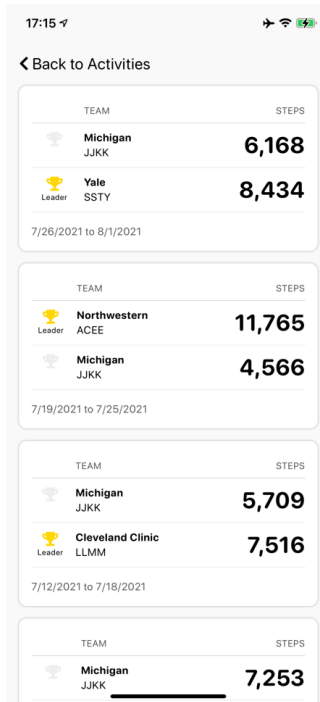 17:15
Back to Activities
TEAM STEPS
Michigan
JJKK
6,168
Yale
SSTY
8,434
Leader
7/26/2021 to 8/1/2021
TEAM STEPS
Northwestern
ACEE
11,765
Leader
Michigan
JJKK
4,566
7/19/2021 to 7/25/2021
TEAM STEPS
Michigan
JJKK
5,709
Cleveland Clinic
LLMM
7,516
Leader
7/12/2021 to 7/18/2021
TEAM STEPS
Michigan
JJKK
7,253